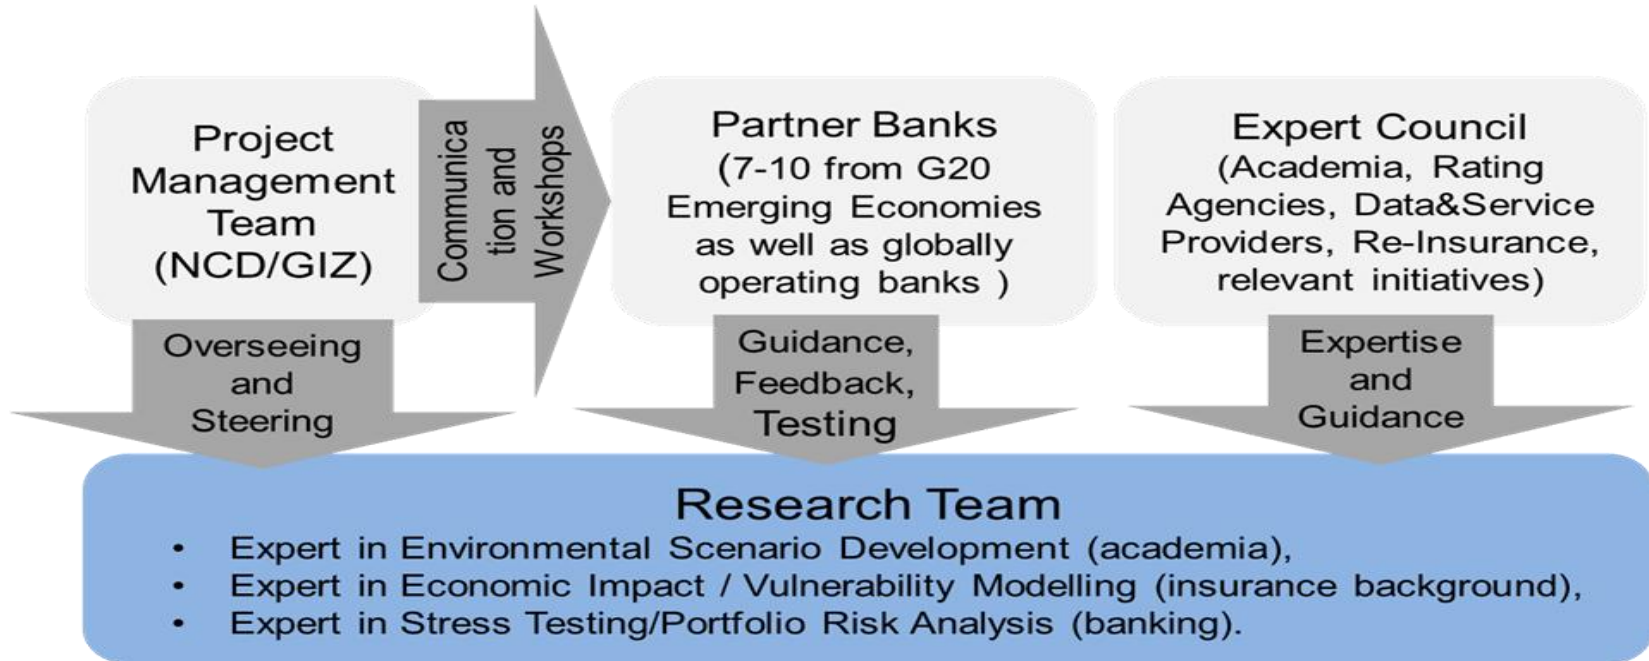 Project
Management
Team
(NCD/GIZ)
Communica
tion and
Workshops
Partner Banks
(7-10 from G20
Emerging Economies
as well as globally
operating banks )
Expert Council
(Academia, Rating
Agencies, Data&Service
Providers, Re-Insurance,
relevant initiatives)
Overseeing
and
Steering
Guidance,
Feedback,
Testing
Expertise
and
Guidance
Research Team
• Expert in Environmental Scenario Development (academia),
• Expert in Economic Impact / Vulnerability Modelling (insurance background),
• Expert in Stress Testing/Portfolio Risk Analysis (banking).